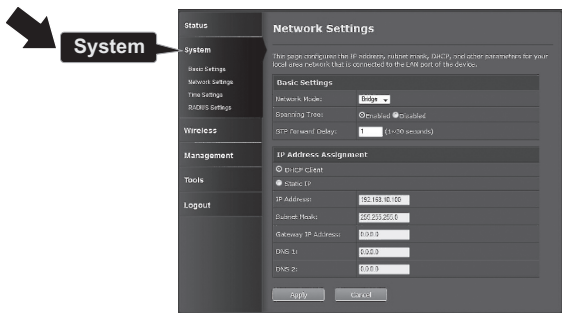 System
Status
System
Basic Settings
Network Settings
Time Settings
RADIUS Settings
Wireless
Management
Tools
Logout
Network Settings
This page configures the IP address, subnet mask, DHCP, and other parameters for your
local area network that is connected to the LAN port of the device.
Basic Settings
Network Mode: Bridge
Spanning Tree: Enabled Disabled
STP Forward Delay: 1 (1~30 seconds)
IP Address Assignment
DHCP Client
Static IP
IP Address: 192.168.10.100
Subnet Mask: 255.255.255.0
Gateway IP Address: 0.0.0.0
DNS 1: 0.0.0.0
DNS 2: 0.0.0.0
Apply Cancel